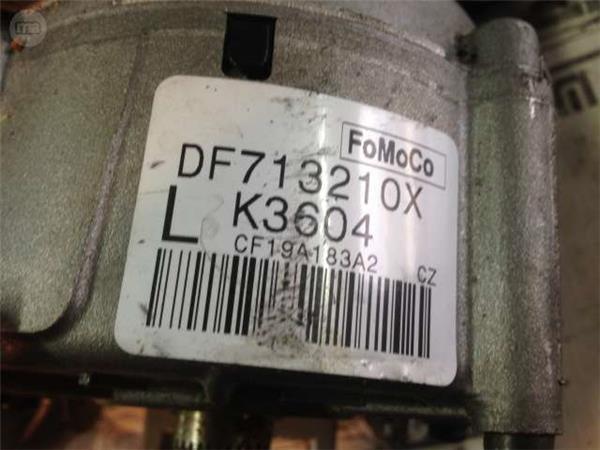 FoMoCo
DF713210X
L K3604
CF19A183A2 CZ